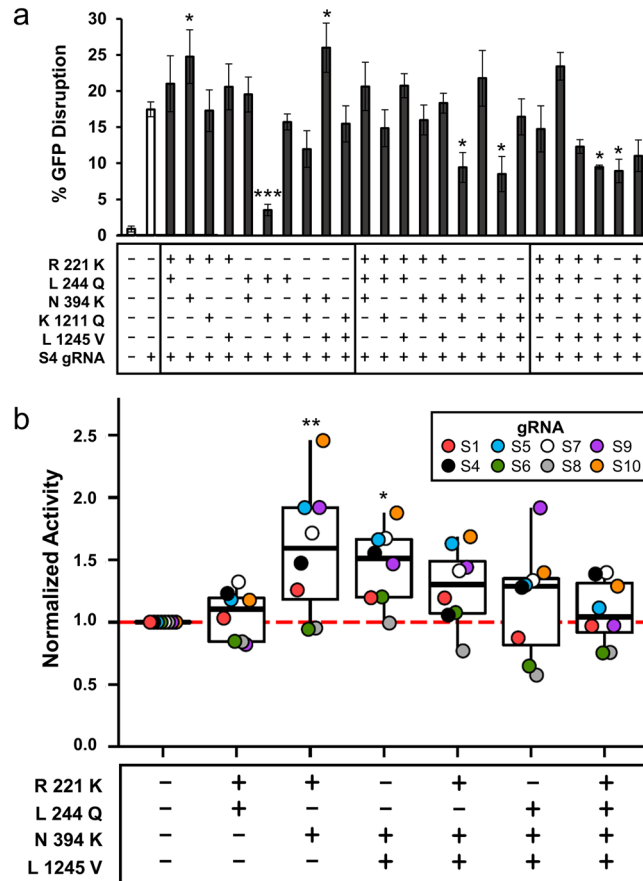 a
% GFP Disruption
30
25
20
15
10
5
0
* *** * * * * *
R 221 K – – + + + + – – – – – – + + + + + – – – – + + + + – +
L 244 Q – – + – – – + + + – – – + + + – – + + + – + + + – + +
N 394 K – – – + – – + – – + + – + – – + + + + – + + + – + + +
K 1211 Q – – – – + – – + – + – + – + – + – + – + + + – + + + +
L 1245 V – – – – – + – – + – + + – – + – + – + + + – + + + + +
S4 gRNA – + + + + + + + + + + + + + + + + + + + + + + + + + +
b
Normalized Activity
2.5
2.0
1.5
1.0
0.5
0.0
** *
gRNA
S1 S5 S7 S9
S4 S6 S8 S10
R 221 K – + + – + – +
L 244 Q – + – – – + +
N 394 K – – + + + + +
L 1245 V – – – + + + +